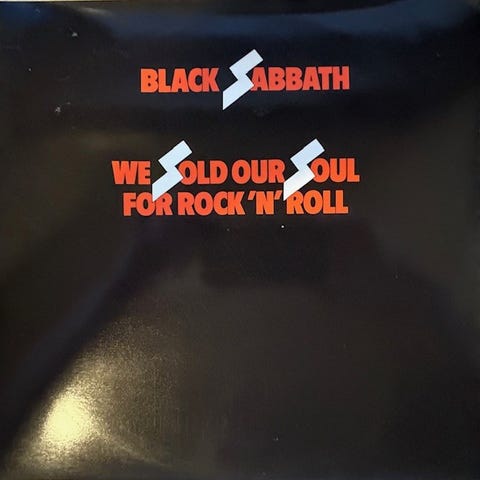 BLACK SABBATH
WE SOLD OUR SOUL
FOR ROCK 'N' ROLL